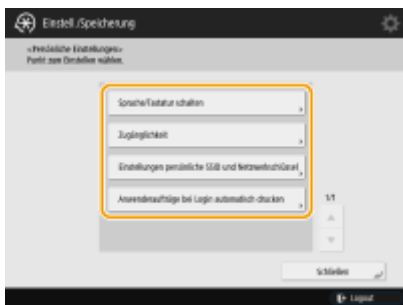 Einstell./Speicherung
<Persönliche Einstellungen>
Punkt zum Einstellen wählen.
Sprache/Tastatur schalten
Zugänglichkeit
Einstellungen persönliche SSID und Netzwerkschlüssel
Anwenderaufträge bei Login automatisch drucken
1/1
Schließen
Logout